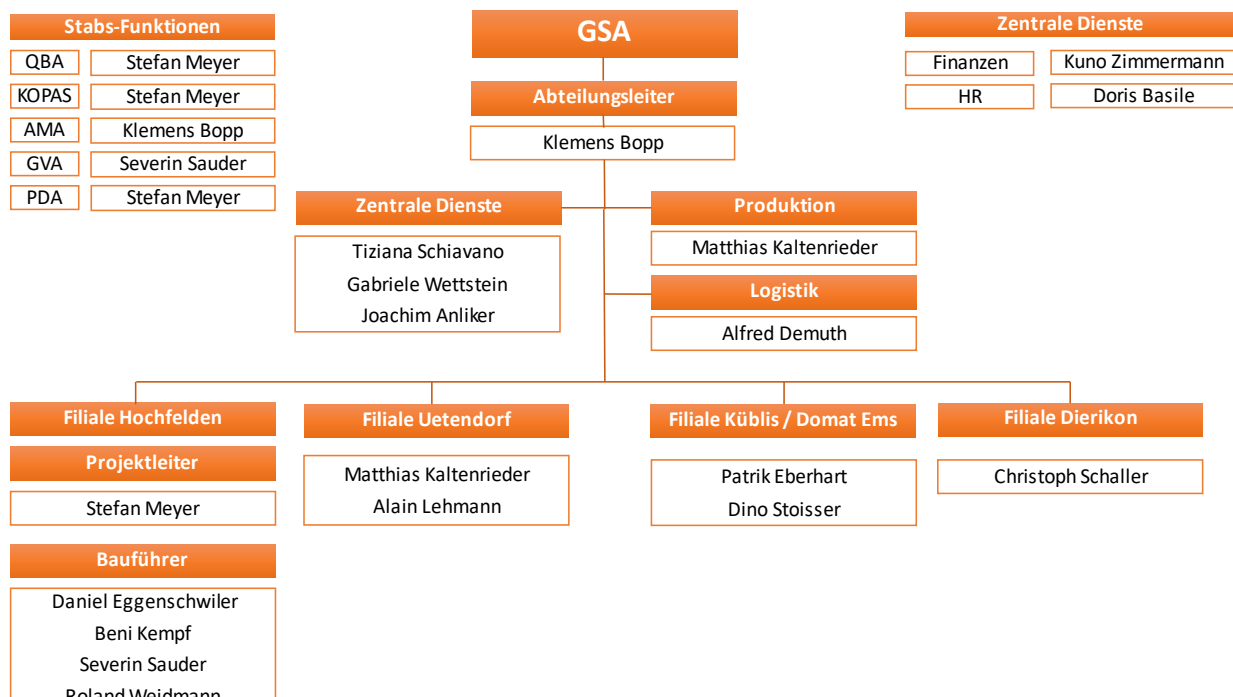 Stabs-Funktionen
QBA Stefan Meyer
KOPAS Stefan Meyer
AMA Klemens Bopp
GVA Severin Sauder
PDA Stefan Meyer
GSA
Abteilungsleiter
Klemens Bopp
Zentrale Dienste
Finanzen Kuno Zimmermann
HR Doris Basile
Zentrale Dienste
Tiziana Schiavano
Gabriele Wettstein
Joachim Anliker
Produktion
Matthias Kaltenrieder
Logistik
Alfred Demuth
Filiale Hochfelden
Projektleiter
Stefan Meyer
Bauführer
Daniel Eggenschwiler
Beni Kempf
Severin Sauder
Roland Weidmann
Filiale Uetendorf
Matthias Kaltenrieder
Alain Lehmann
Filiale Küblis / Domat Ems
Patrik Eberhart
Dino Stoisser
Filiale Dierikon
Christoph Schaller